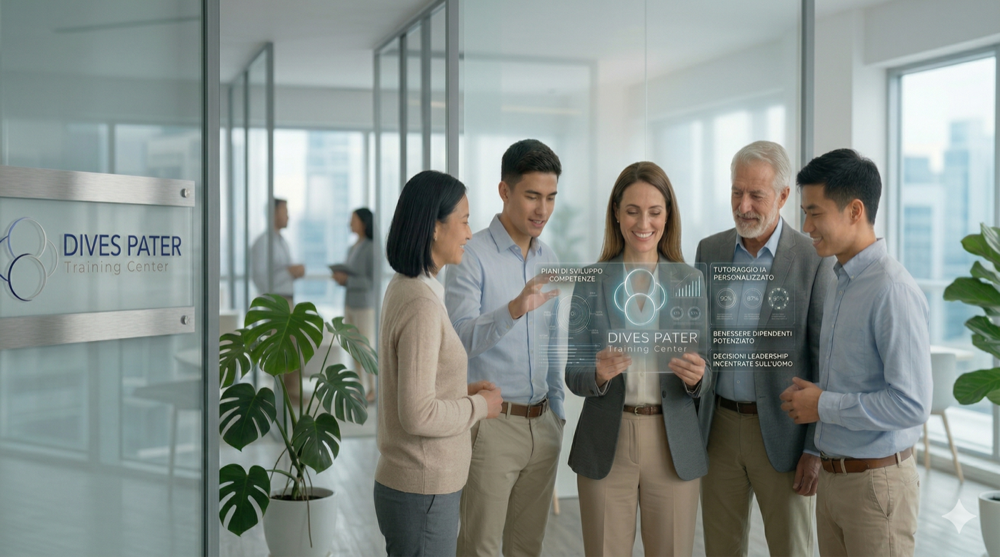 DIVES PATER
Training Center
PIANI DI SVILUPPO
COMPETENZE
DIVES PATER
Training Center
TUTORAGGIO IA
PERSONALIZZATO
90%
87%
BENESSERE DIPENDENTI
POTENZIATO
DECISIONI LEADERSHIP
INCENTRATE SULL'UOMO